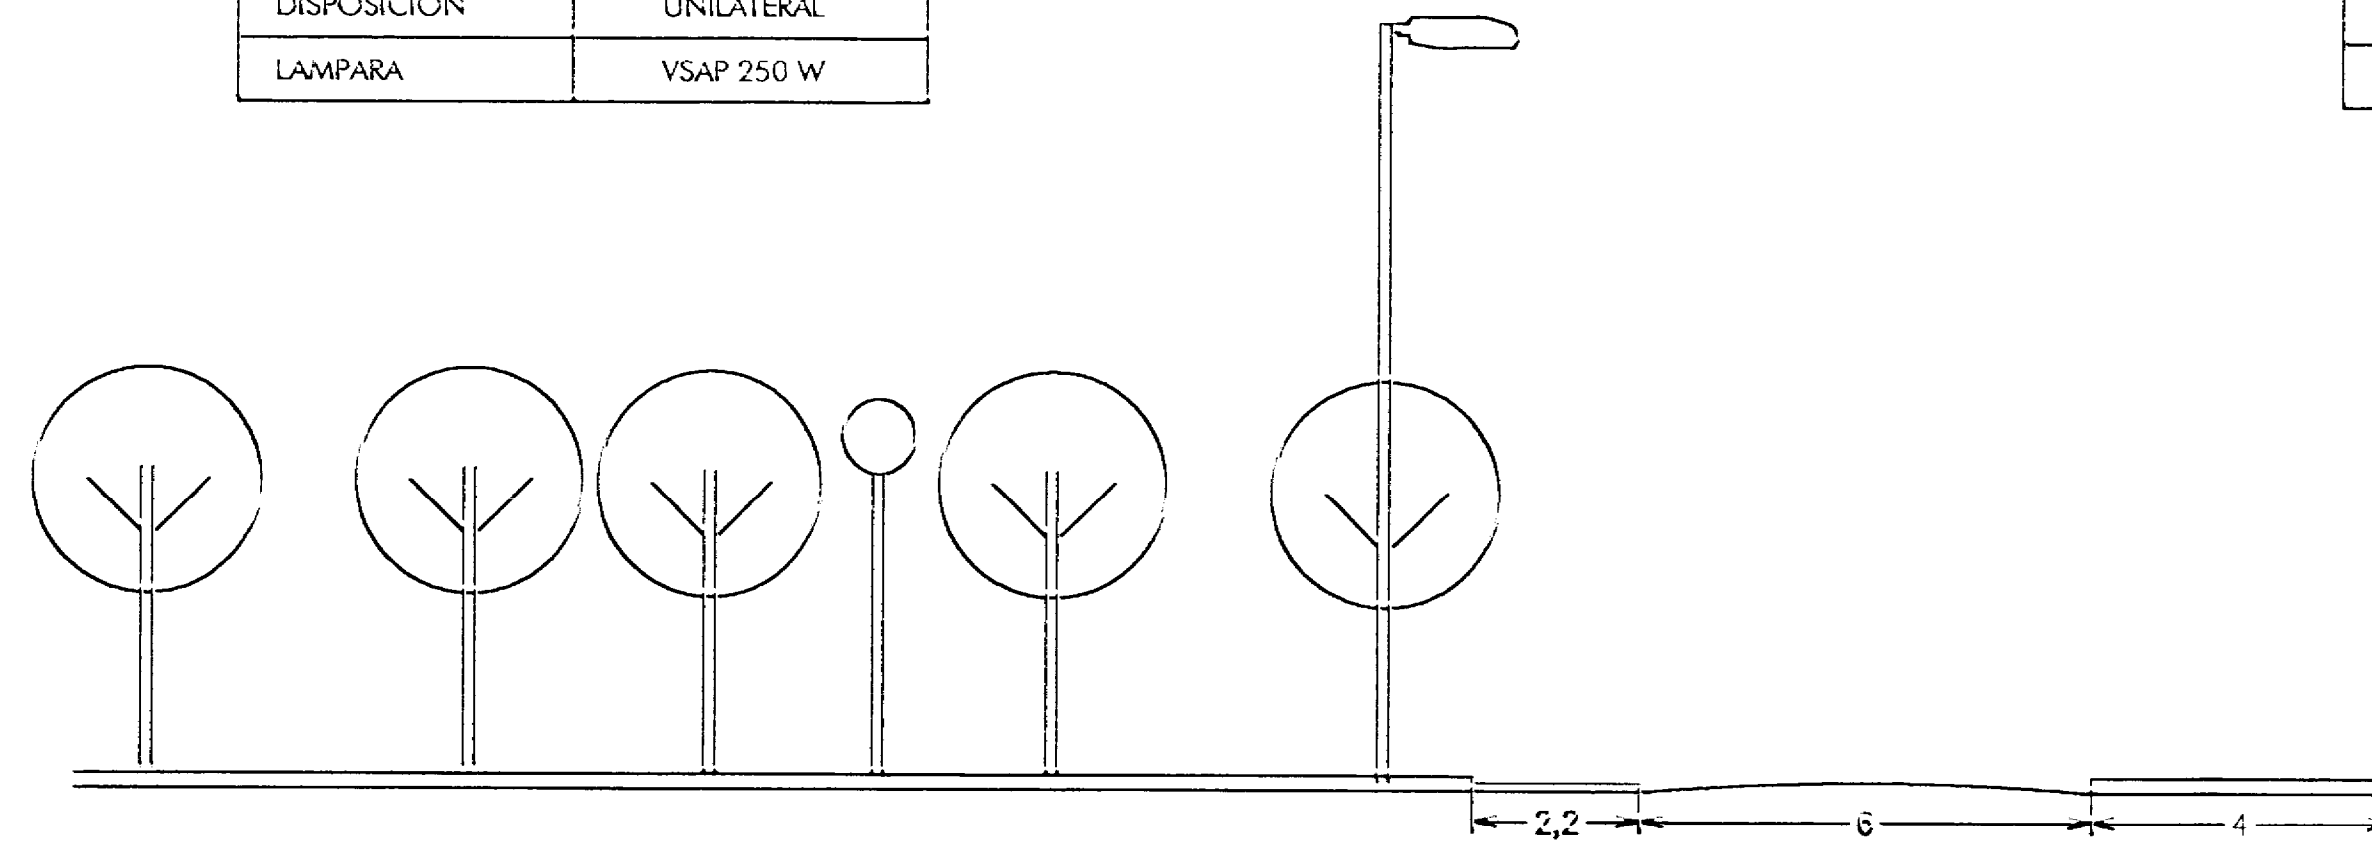 DISPOSICION UNILATERAL
LAMPARA VSAP 250 W
2,2 6 4